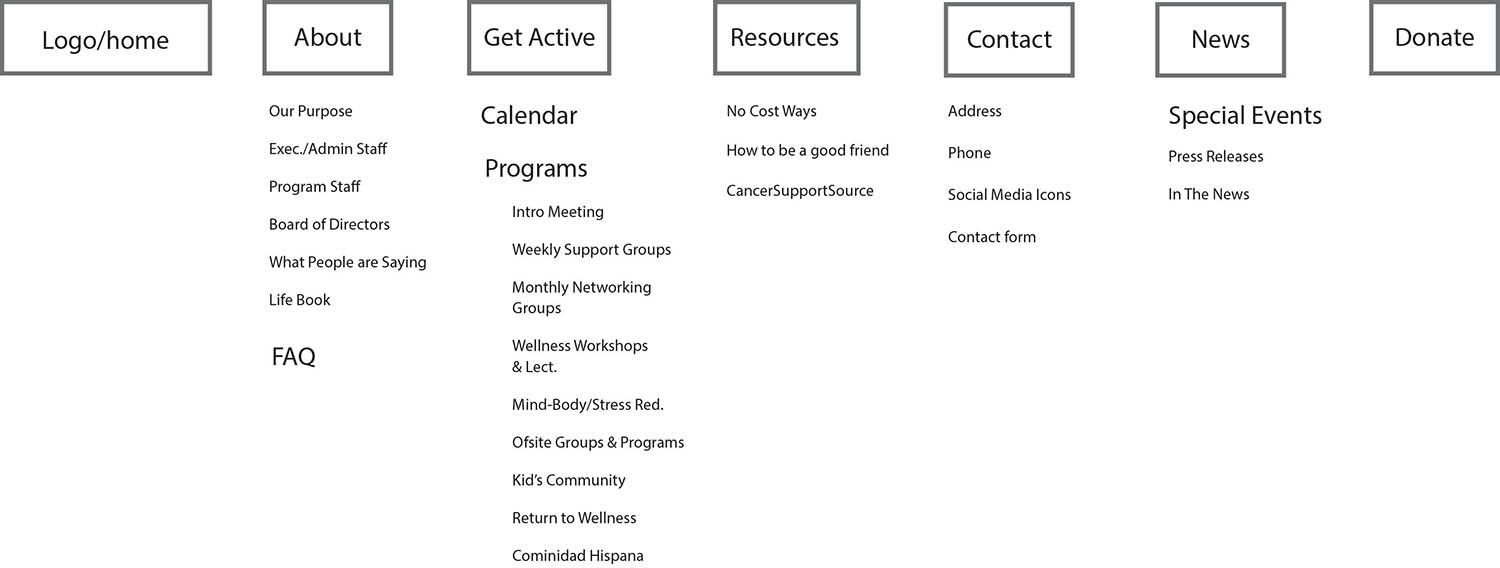 Logo/home
About
Get Active
Resources
Contact
News
Donate
Our Purpose
Exec./Admin Staff
Program Staff
Board of Directors
What People are Saying
Life Book
FAQ
Calendar
Programs
Intro Meeting
Weekly Support Groups
Monthly Networking
Groups
Wellness Workshops
& Lect.
Mind-Body/Stress Red.
Ofsite Groups & Programs
Kid's Community
Return to Wellness
Cominidad Hispana
No Cost Ways
How to be a good friend
CancerSupportSource
Address
Phone
Social Media Icons
Contact form
Special Events
Press Releases
In The News